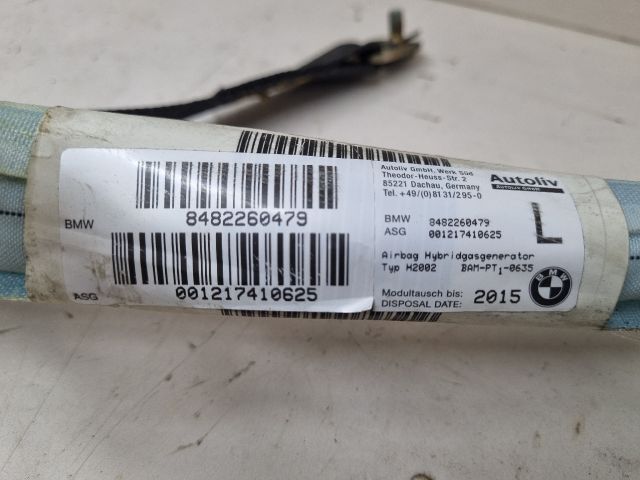 BMW 8482260479
ASG 001217410625
Autoliv GmbH, Werk Süd
Theodor-Heuss-Str. 2
85221 Dachau, Germany
Tel.+49/(0)8131/295-0
Autoliv
Autoliv GmbH
BMW 8482260479
ASG 001217410625
L
Airbag Hybridgasgenerator
Typ H2002 BAM-PT1-0635
Modultausch bis:
DISPOSAL DATE: 2015
BMW